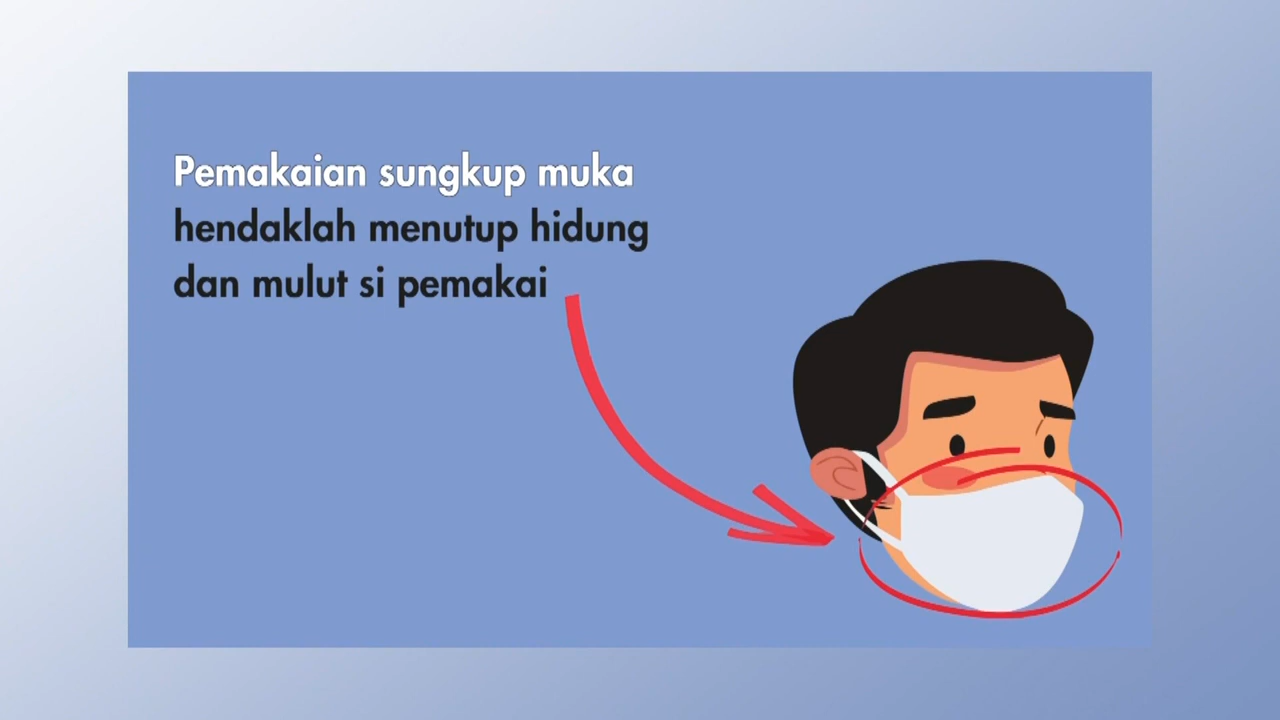 Pemakaian sungkup muka
hendaklah menutup hidung
dan mulut si pemakai